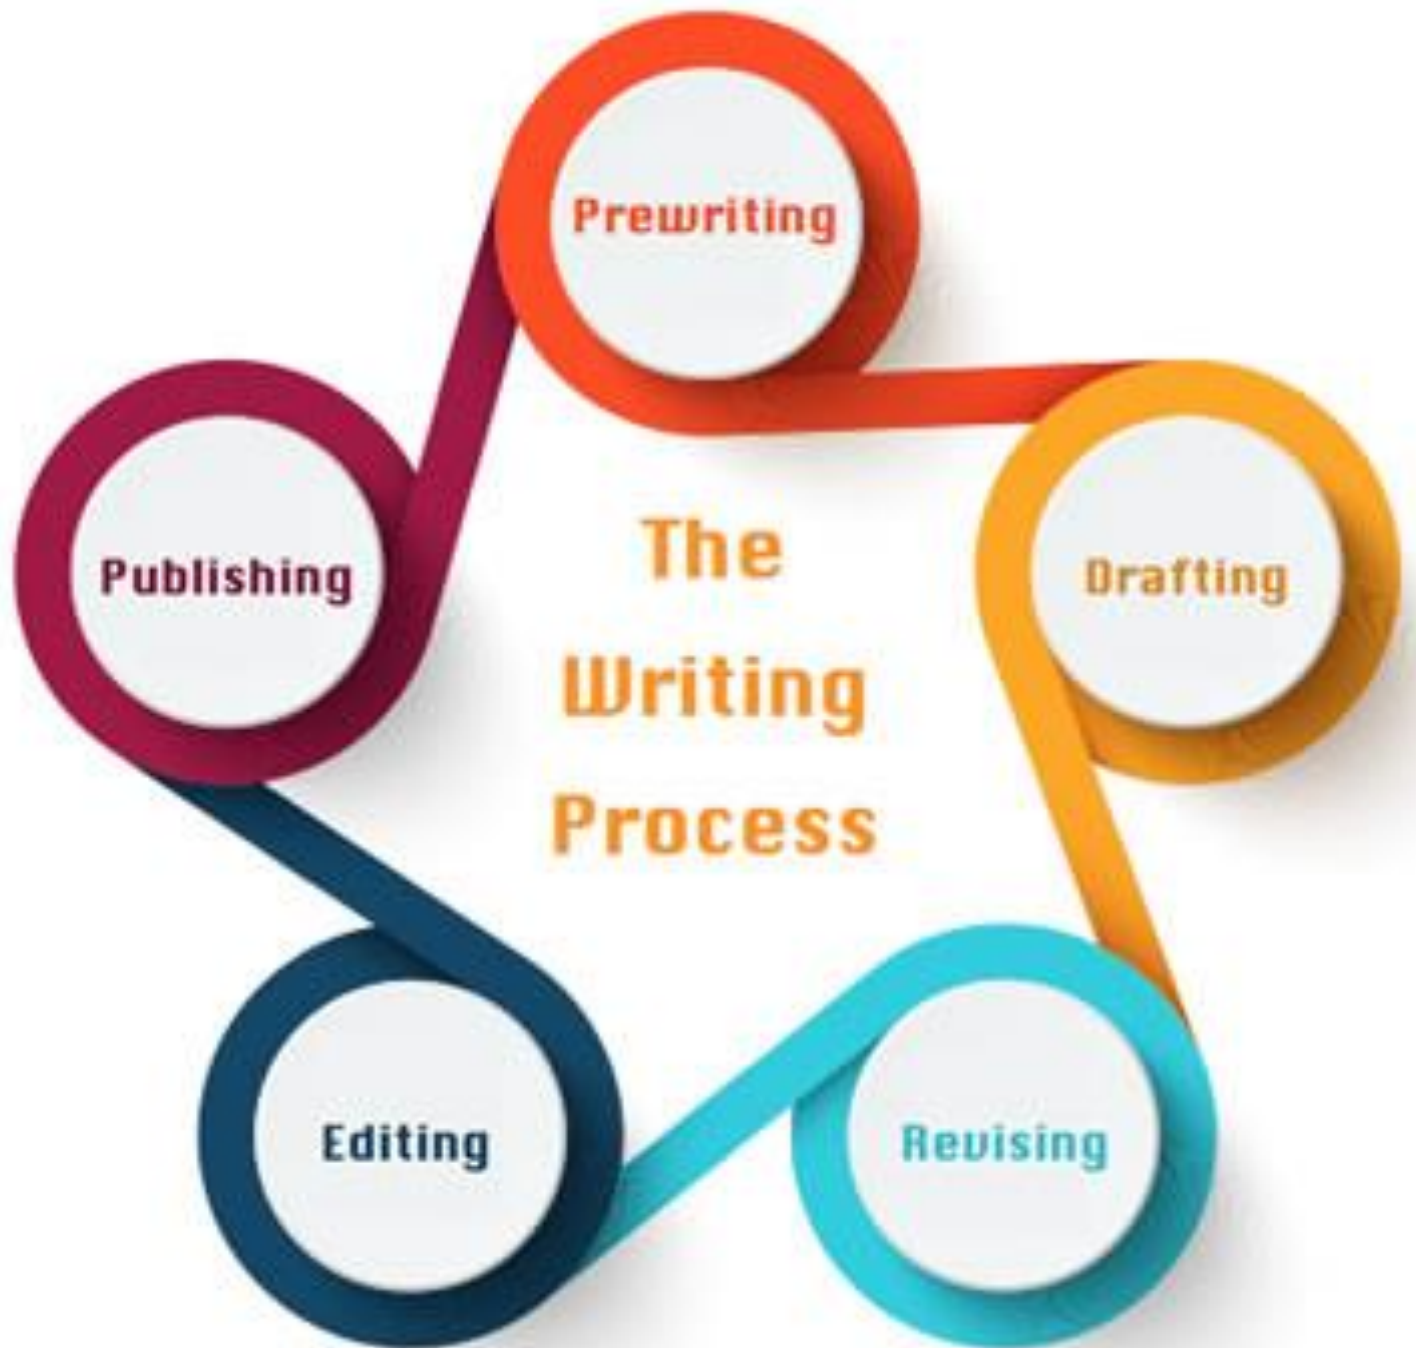 Prewriting
Drafting
Revising
Editing
Publishing
The
Writing
Process